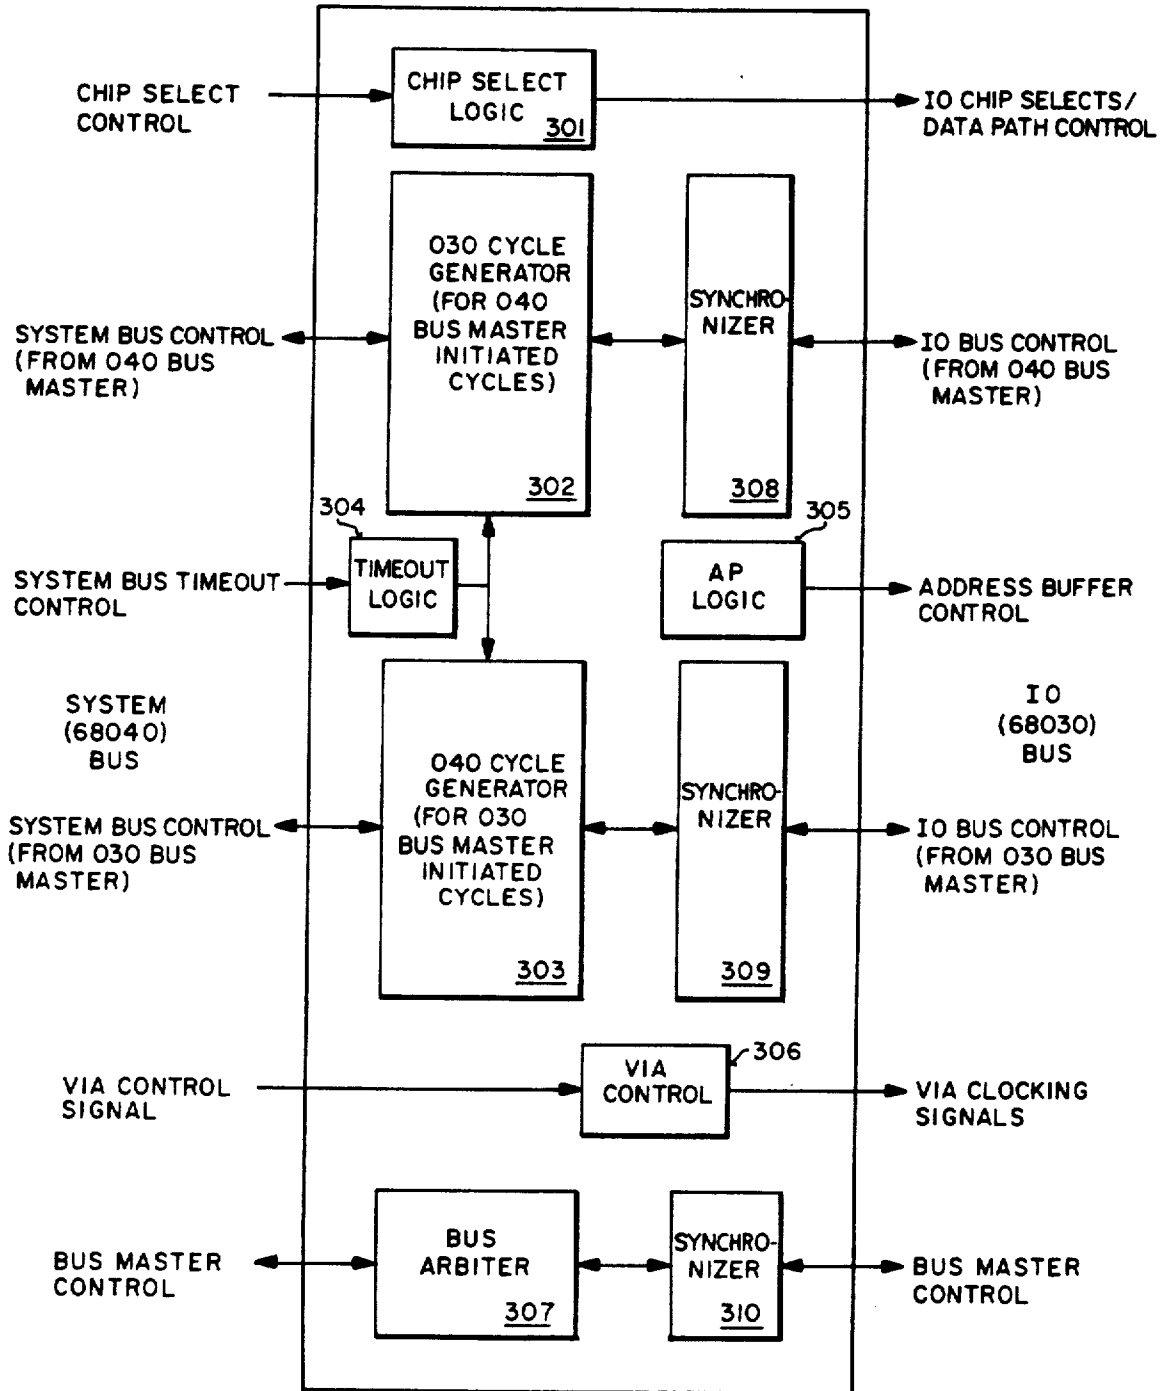 CHIP SELECT
CONTROL
CHIP SELECT
LOGIC
301
IO CHIP SELECTS/
DATA PATH CONTROL
SYSTEM BUS CONTROL
(FROM 040 BUS
MASTER)
030 CYCLE
GENERATOR
(FOR 040
BUS MASTER
INITIATED
CYCLES)
302
SYNCHRO-
NIZER
308
IO BUS CONTROL
(FROM 040 BUS
MASTER)
SYSTEM BUS TIMEOUT
CONTROL
304
TIMEOUT
LOGIC
305
AP
LOGIC
ADDRESS BUFFER
CONTROL
SYSTEM
(68040)
BUS
IO
(68030)
BUS
SYSTEM BUS CONTROL
(FROM 030 BUS
MASTER)
040 CYCLE
GENERATOR
(FOR 030
BUS MASTER
INITIATED
CYCLES)
303
SYNCHRO-
NIZER
309
IO BUS CONTROL
(FROM 030 BUS
MASTER)
VIA CONTROL
SIGNAL
VIA
CONTROL
306
VIA CLOCKING
SIGNALS
BUS MASTER
CONTROL
BUS
ARBITER
307
SYNCHRO-
NIZER
310
BUS MASTER
CONTROL